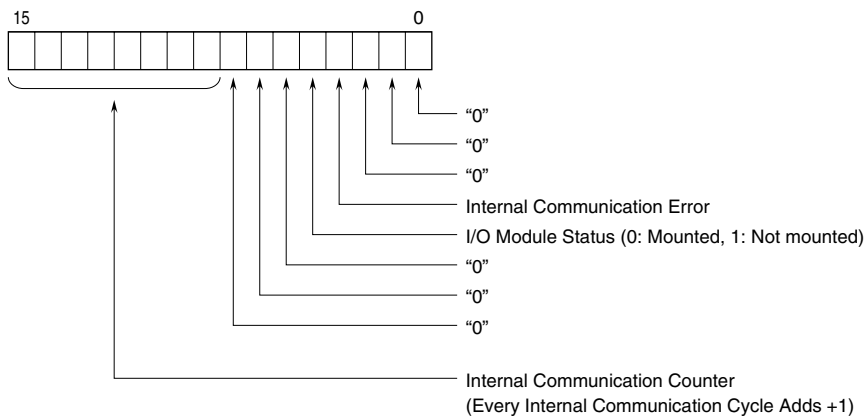 15 0
“0”
“0”
“0”
Internal Communication Error
I/O Module Status (0: Mounted, 1: Not mounted)
“0”
“0”
“0”
Internal Communication Counter
(Every Internal Communication Cycle Adds +1)